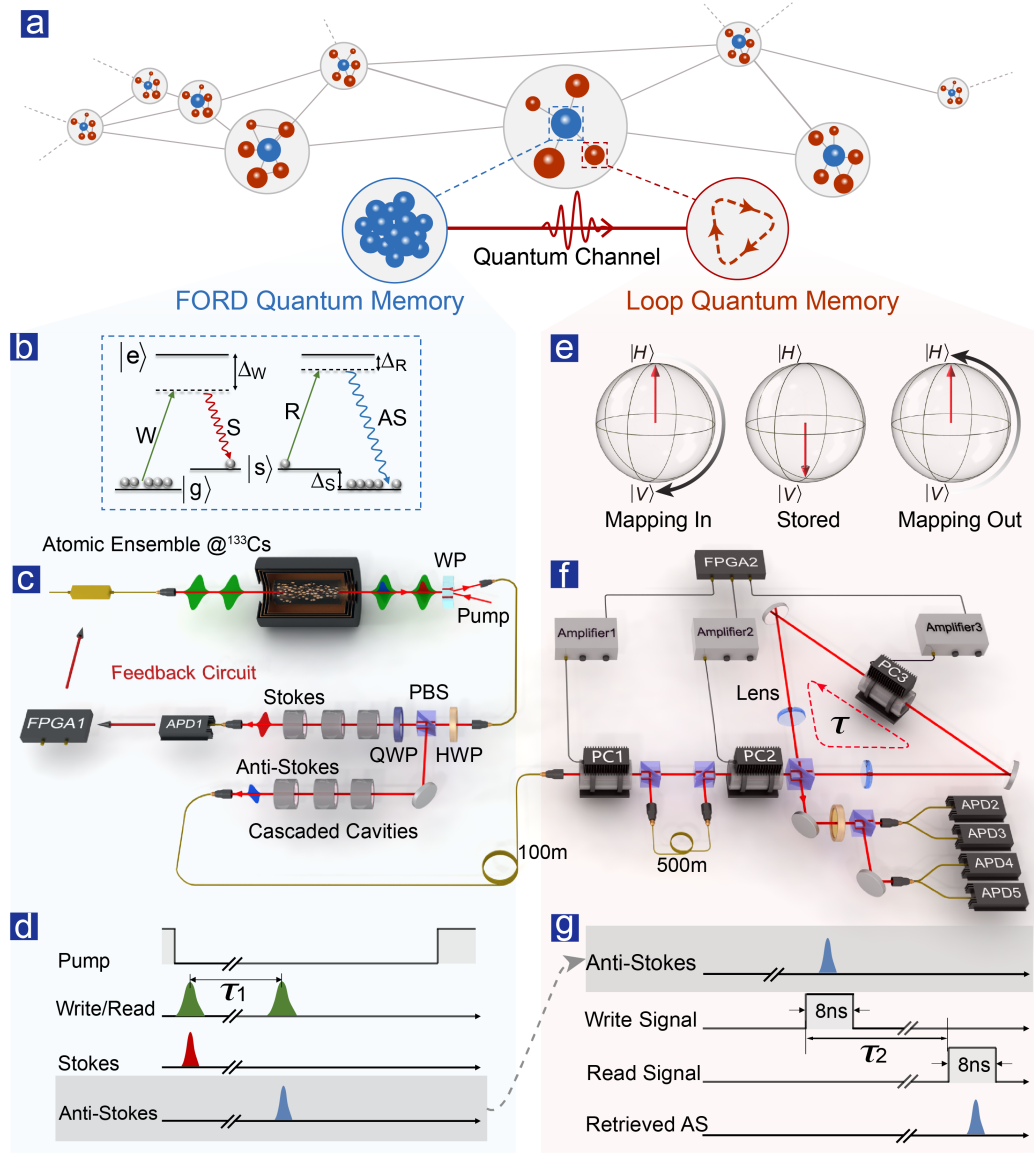 a
Quantum Channel
FORD Quantum Memory
Loop Quantum Memory
b
|e⟩
Δ_W
Δ_R
W
S
R
AS
|g⟩
|s⟩
Δ_S
e
|H⟩
|H⟩
|H⟩
|V⟩
|V⟩
|V⟩
Mapping In
Stored
Mapping Out
c
Atomic Ensemble @¹³³Cs
WP
Pump
Feedback Circuit
Stokes
PBS
FPGA1
APD1
QWP
HWP
Anti-Stokes
Cascaded Cavities
100m
f
FPGA2
Amplifier1
Amplifier2
Amplifier3
PC3
Lens
τ
PC1
PC2
500m
APD2
APD3
APD4
APD5
d
Pump
Write/Read
τ1
Stokes
Anti-Stokes
g
Anti-Stokes
Write Signal
8ns
τ2
Read Signal
8ns
Retrieved AS